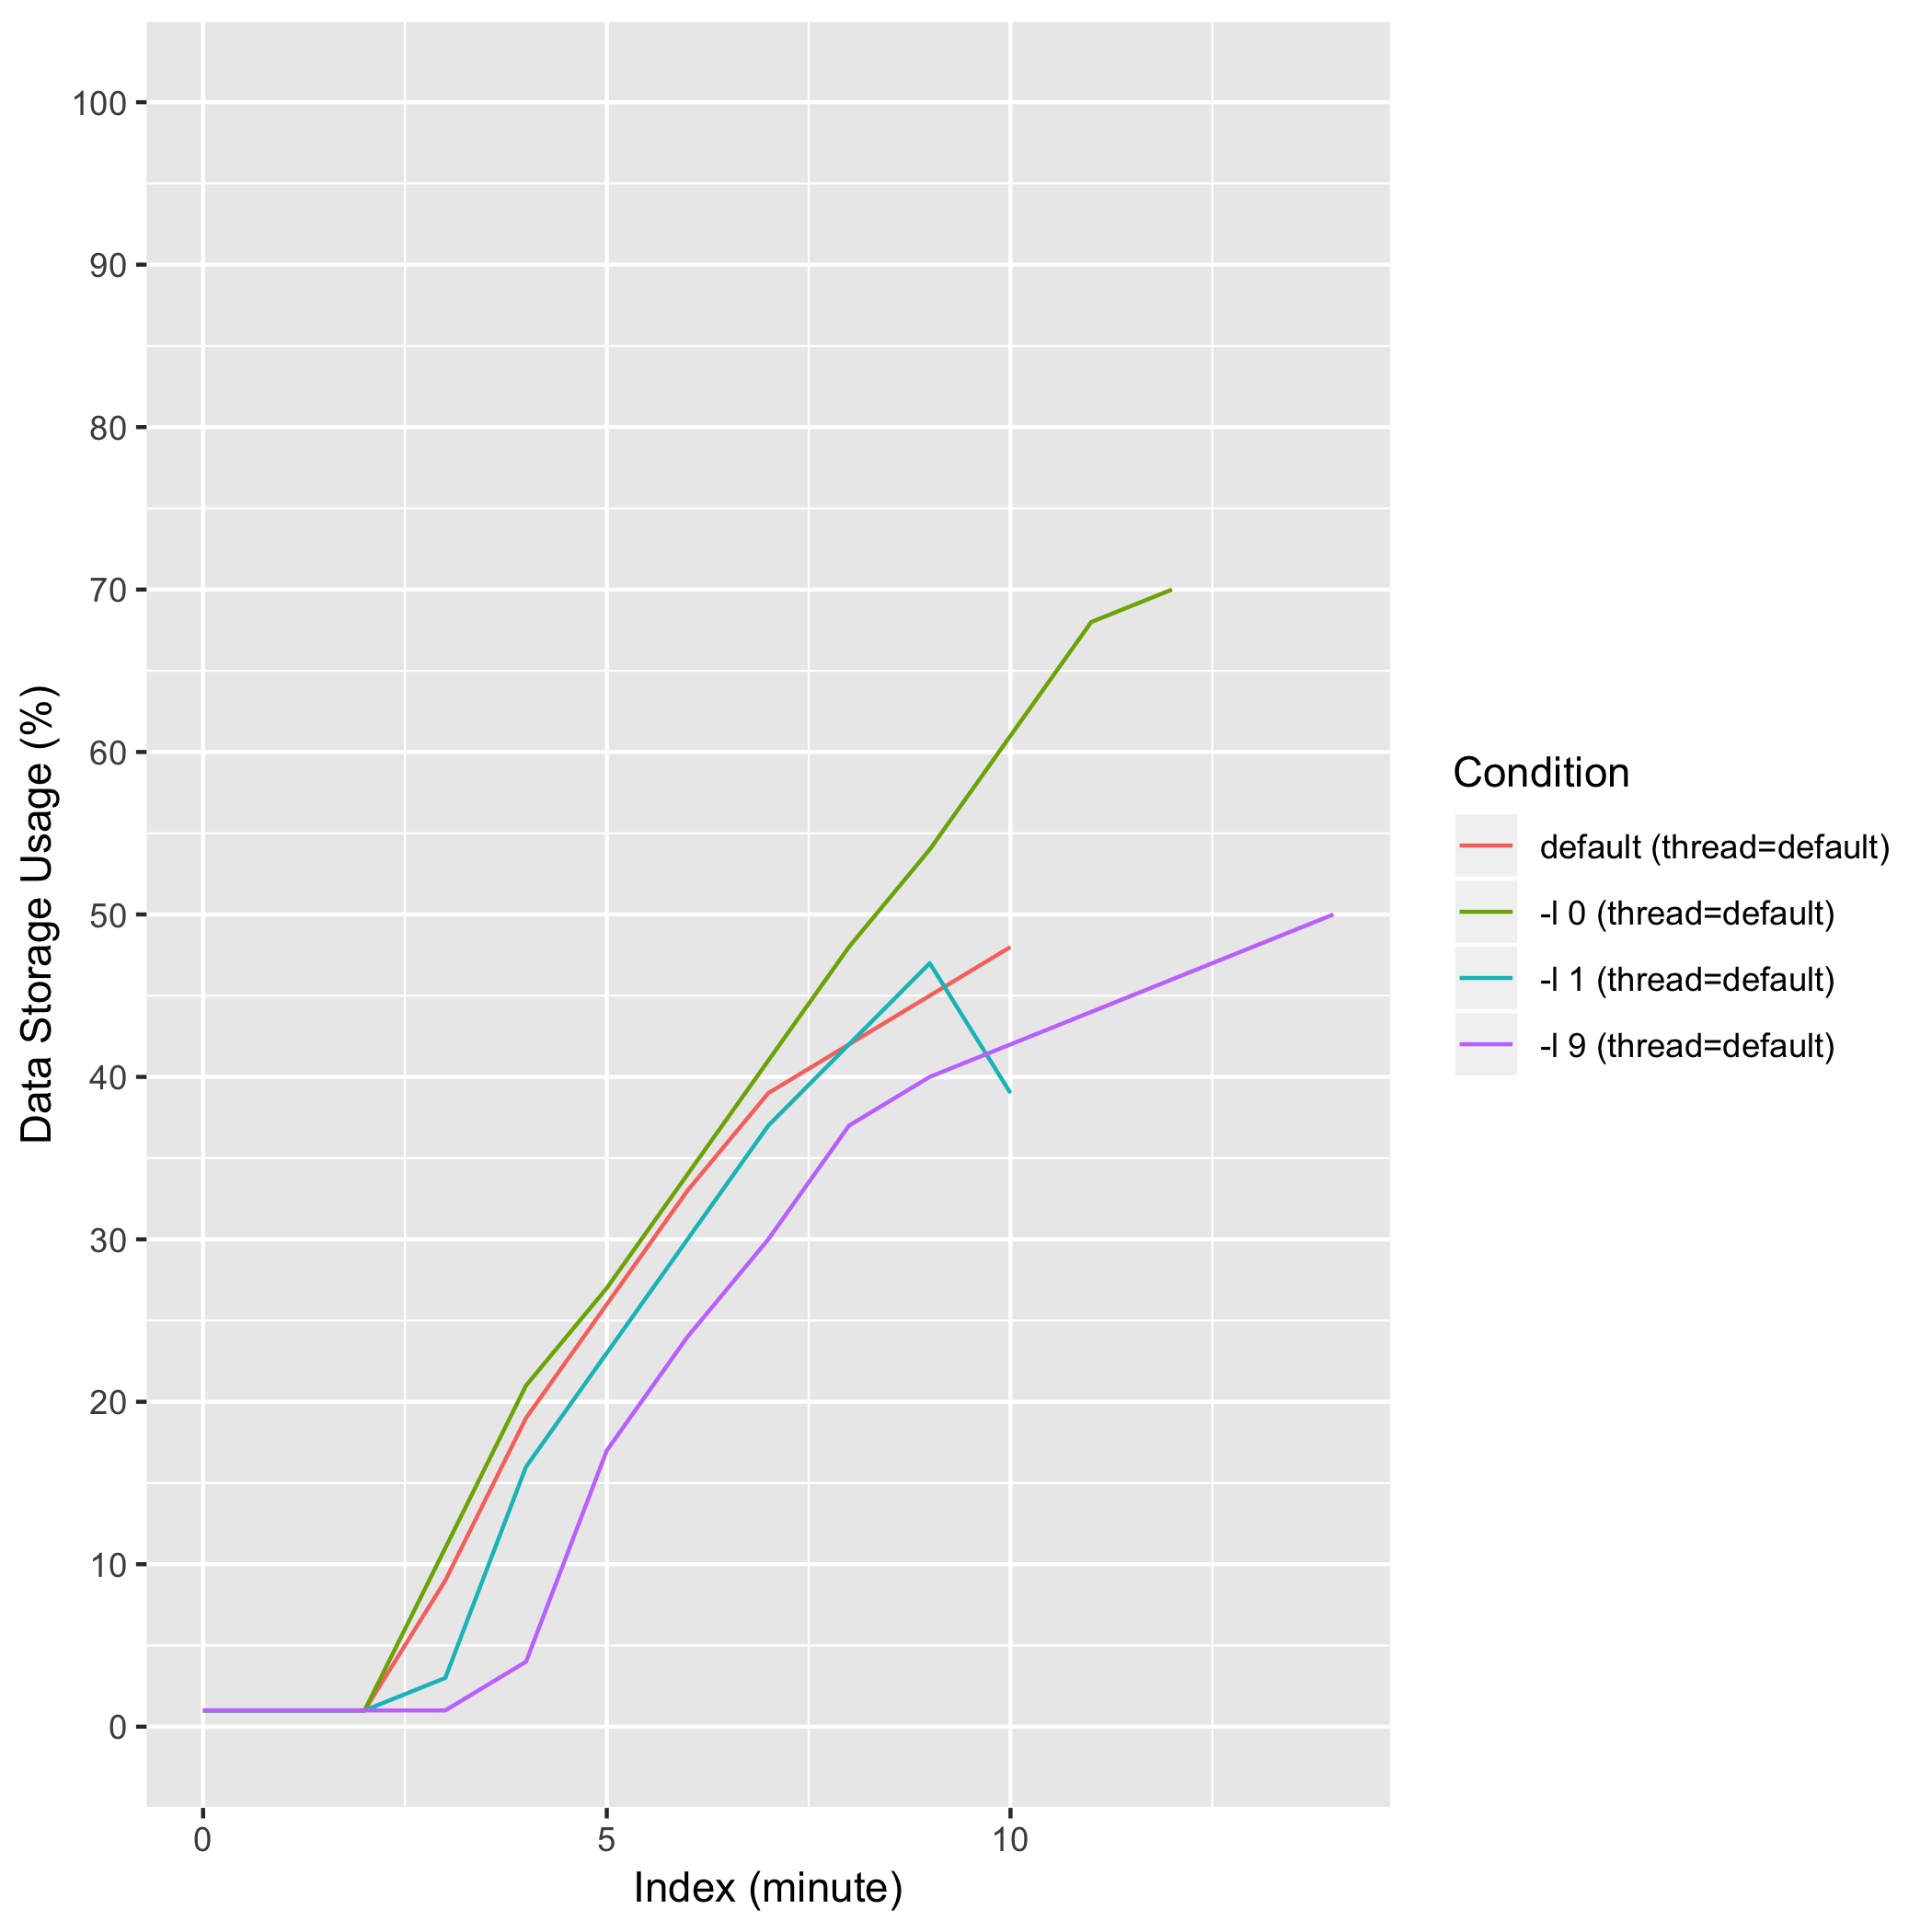 Data Storage Usage (%)
100
90
80
70
60
50
40
30
20
10
0
0 5 10
Index (minute)
Condition
default (thread=default)
-l 0 (thread=default)
-l 1 (thread=default)
-l 9 (thread=default)